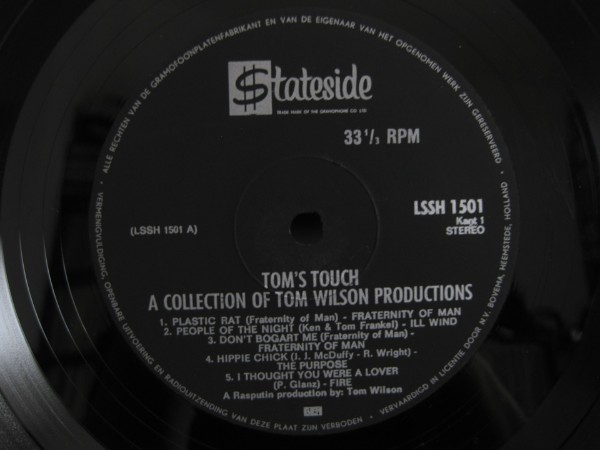 ALLE RECHTEN VAN DE GRAMOFOONPLATENFABRIKANT EN VAN DE EIGENAAR VAN HET OPGENOMEN WERK ZIJN GERESERVEERD
$tateside
TRADE MARK OF THE GRAMOPHONE CO. LTD
33 1/3 RPM
LSSH 1501
Kant 1
STEREO
(LSSH 1501 A)
TOM'S TOUCH
A COLLECTION OF TOM WILSON PRODUCTIONS
1. PLASTIC RAT (Fraternity of Man) - FRATERNITY OF MAN
2. PEOPLE OF THE NIGHT (Ken & Tom Frankel) - ILL WIND
3. DON'T BOGART ME (Fraternity of Man) -
FRATERNITY OF MAN
4. HIPPIE CHICK (I. J. McDuffy - R. Wright) -
THE PURPOSE
5. I THOUGHT YOU WERE A LOVER
(P. Glanz) - FIRE
A Rasputin production by: Tom Wilson
VERMENIGVULDIGING, OPENBARE UITVOERING EN RADIOUITZENDING VAN DEZE PLAAT ZIJN VERBODEN - VERVAARDIGD IN LICENTIE DOOR N.V. BOVEMA, HEEMSTEDE, HOLLAND